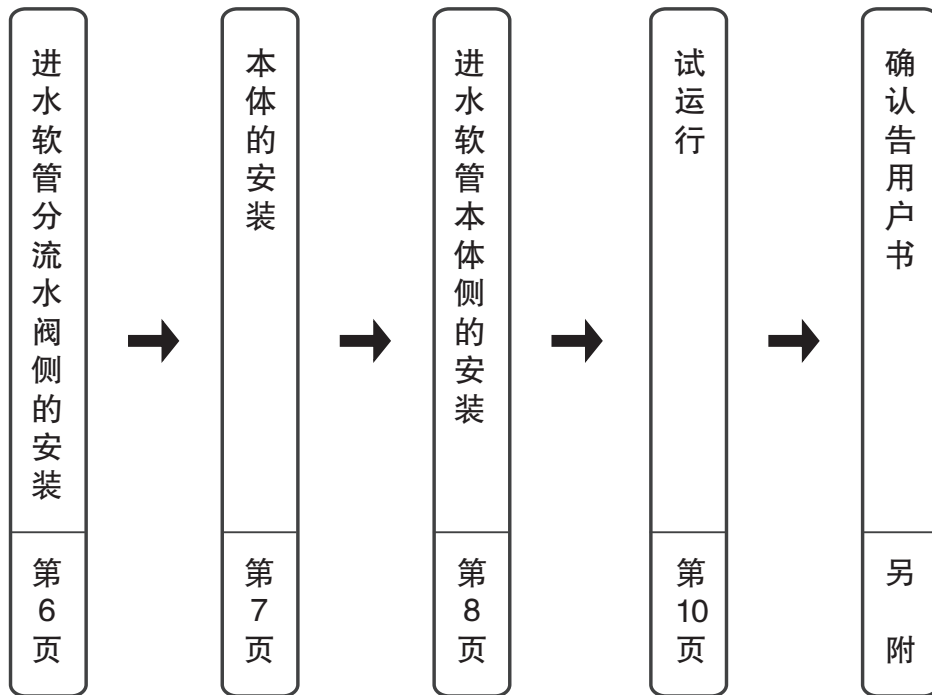 进水软管分流水阀侧的安装
第6页
本体的安装
第7页
进水软管本体侧的安装
第8页
试运行
第10页
确认告用户书
另附